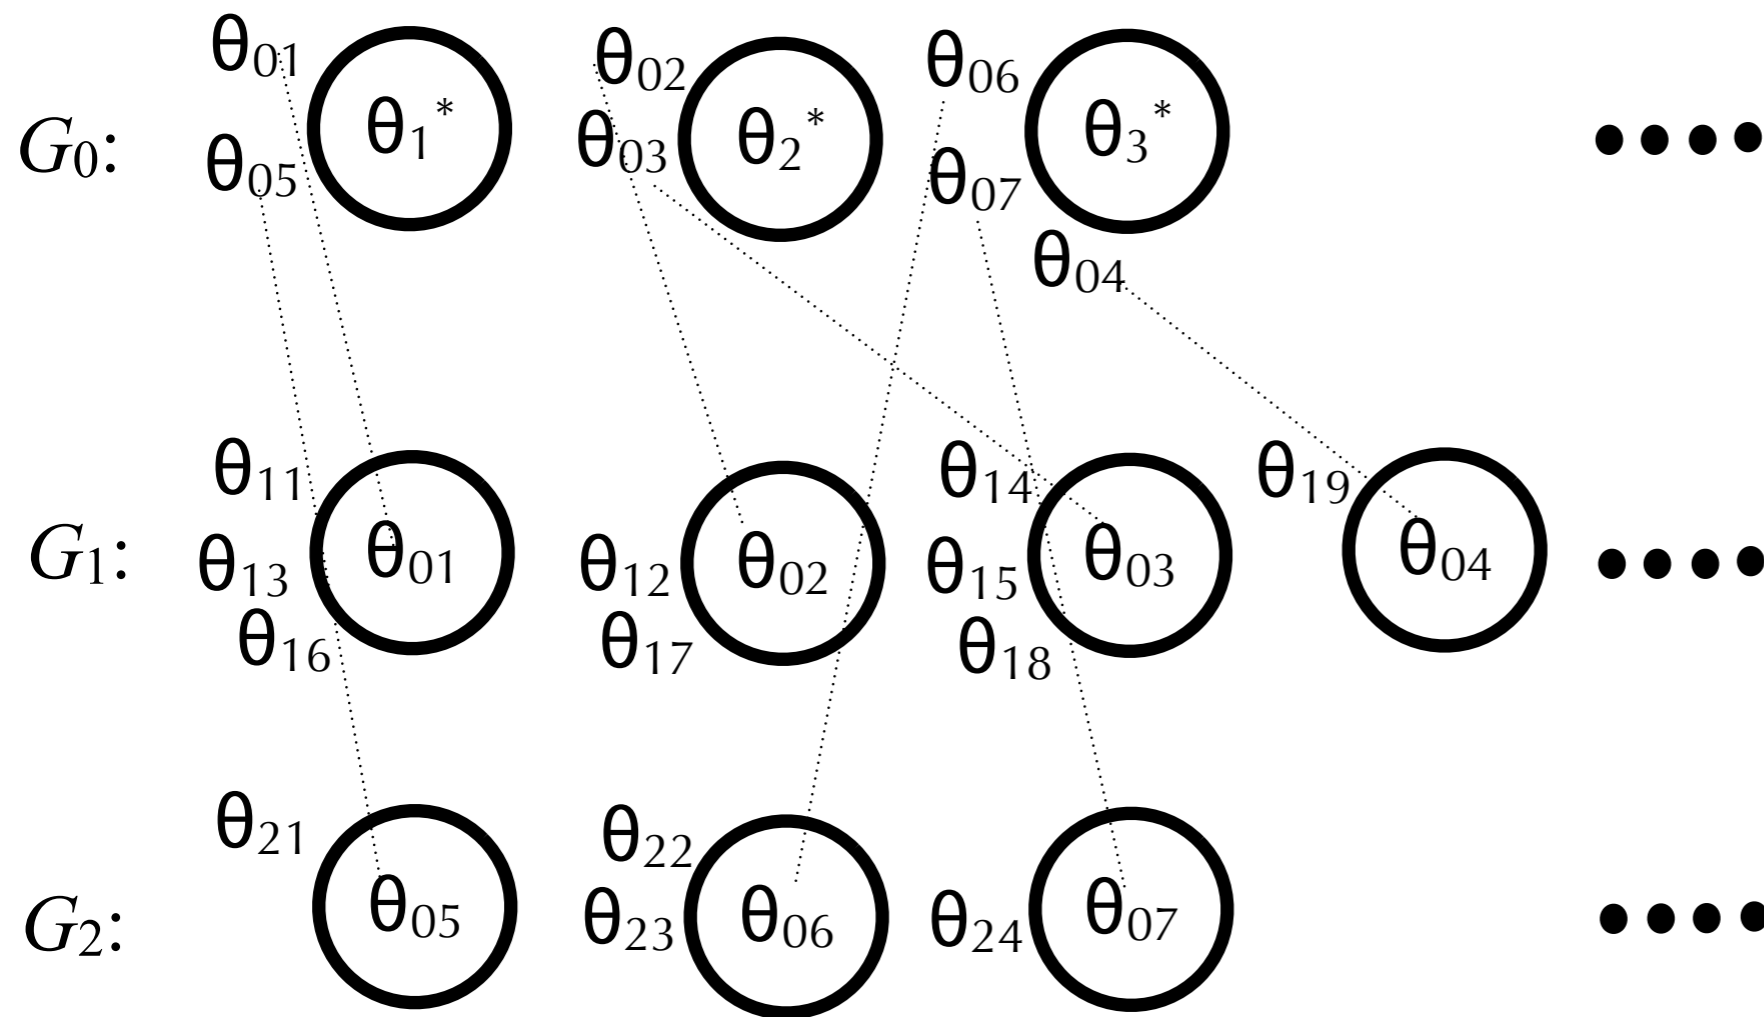 θ₀₁ θ₀₂ θ₀₆
G₀: θ₁* θ₂* θ₃* ••••
θ₀₅ θ₀₃ θ₀₇
θ₀₄
θ₁₁ θ₁₄ θ₁₉
G₁: θ₁₃ θ₀₁ θ₁₂ θ₀₂ θ₁₅ θ₀₃ θ₀₄ ••••
θ₁₆ θ₁₇ θ₁₈
θ₂₁ θ₂₂
G₂: θ₀₅ θ₂₃ θ₀₆ θ₂₄ θ₀₇ ••••